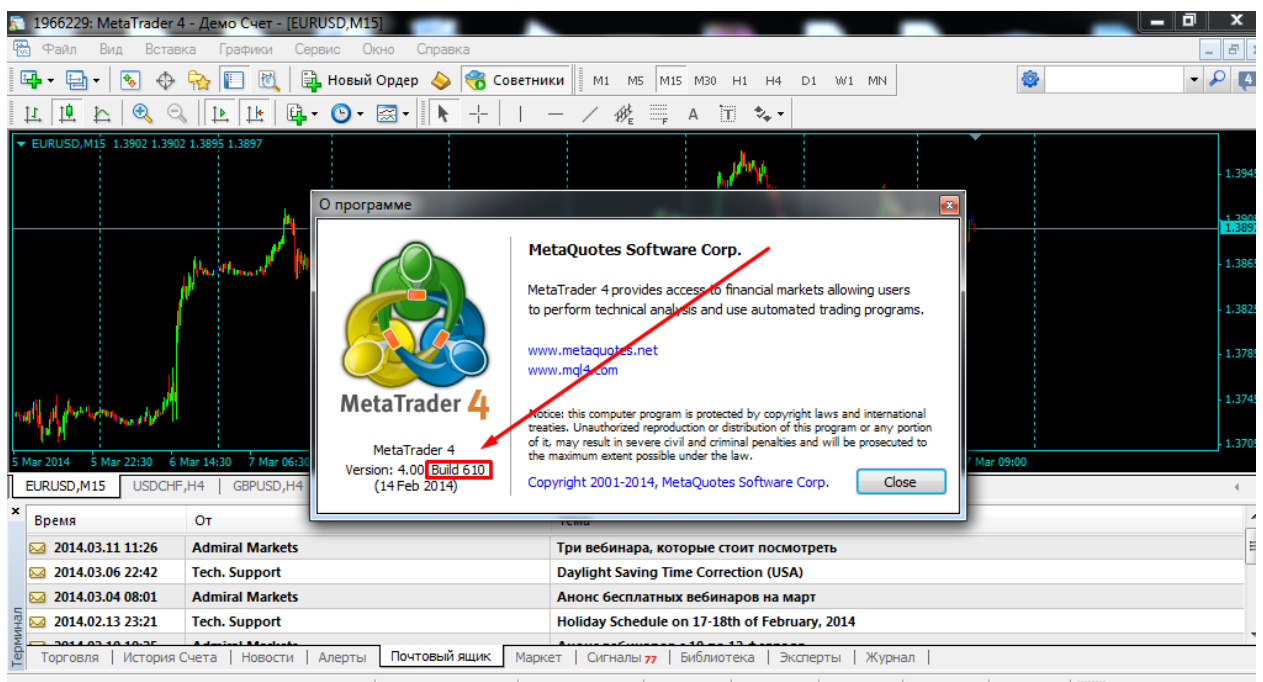 1966229: MetaTrader 4 - Демо Счет - [EURUSD,M15]
Файл Вид Вставка Графики Сервис Окно Справка
Новый Ордер Советники M1 M5 M15 M30 H1 H4 D1 W1 MN 4
E F A T
EURUSD,M15 1.3902 1.3902 1.3895 1.3897
1.3945
1.3905
1.3897
1.3865
1.3825
1.3785
1.3745
1.3705
О программе
MetaQuotes Software Corp.
MetaTrader 4 provides access to financial markets allowing users
to perform technical analysis and use automated trading programs.
www.metaquotes.net
www.mql4.com
MetaTrader 4
Notice: this computer program is protected by copyright laws and international
treaties. Unauthorized reproduction or distribution of this program or any portion
of it, may result in severe civil and criminal penalties and will be prosecuted to
the maximum extent possible under the law.
MetaTrader 4
Version: 4.00 Build 610
(14 Feb 2014)
Copyright 2001-2014, MetaQuotes Software Corp. Close
5 Mar 2014 5 Mar 22:30 6 Mar 14:30 7 Mar 06:30 Mar 09:00
EURUSD,M15 USDCHF,H4 GBPUSD,H4
Время От Тема
2014.03.11 11:26 Admiral Markets Три вебинара, которые стоит посмотреть
2014.03.06 22:42 Tech. Support Daylight Saving Time Correction (USA)
2014.03.04 08:01 Admiral Markets Анонс бесплатных вебинаров на март
2014.02.13 23:21 Tech. Support Holiday Schedule on 17-18th of February, 2014
Терминал
Торговля История Счета Новости Алерты Почтовый ящик Маркет Сигналы 77 Библиотека Эксперты Журнал